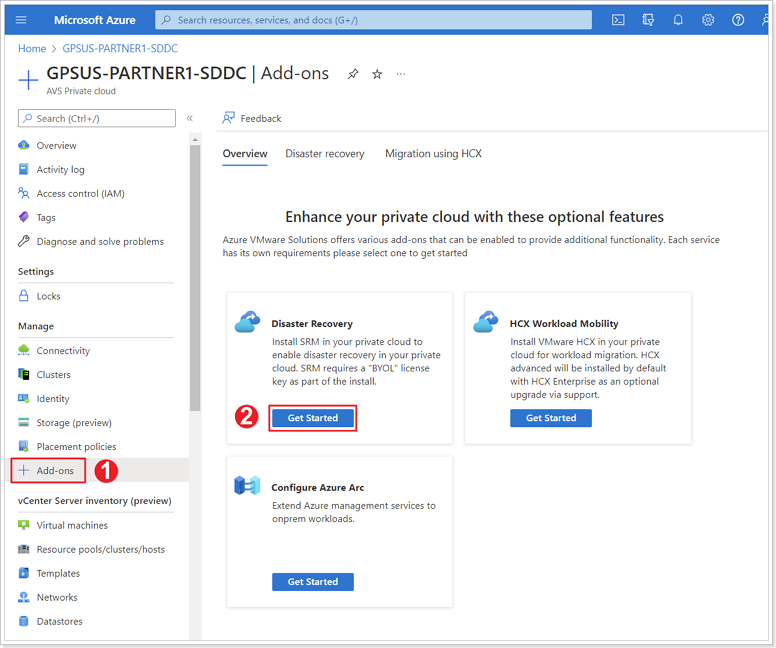 Microsoft Azure
Search resources, services, and docs (G+/)
Home > GPSUS-PARTNER1-SDDC
GPSUS-PARTNER1-SDDC | Add-ons
AVS Private cloud
Search (Ctrl+/)
Overview
Activity log
Access control (IAM)
Tags
Diagnose and solve problems
Settings
Locks
Manage
Connectivity
Clusters
Identity
Storage (preview)
Placement policies
Add-ons
1
vCenter Server inventory (preview)
Virtual machines
Resource pools/clusters/hosts
Templates
Networks
Datastores
Feedback
Overview
Disaster recovery
Migration using HCX
Enhance your private cloud with these optional features
Azure VMware Solutions offers various add-ons that can be enabled to provide additional functionality. Each service
has its own requirements please select one to get started
Disaster Recovery
Install SRM in your private cloud to
enable disaster recovery in your private
cloud. SRM requires a "BYOL" license
key as part of the install.
2
Get Started
HCX Workload Mobility
Install VMware HCX in your private
cloud for workload migration. HCX
advanced will be installed by default
with HCX Enterprise as an optional
upgrade via support.
Get Started
Configure Azure Arc
Extend Azure management services to
onprem workloads.
Get Started